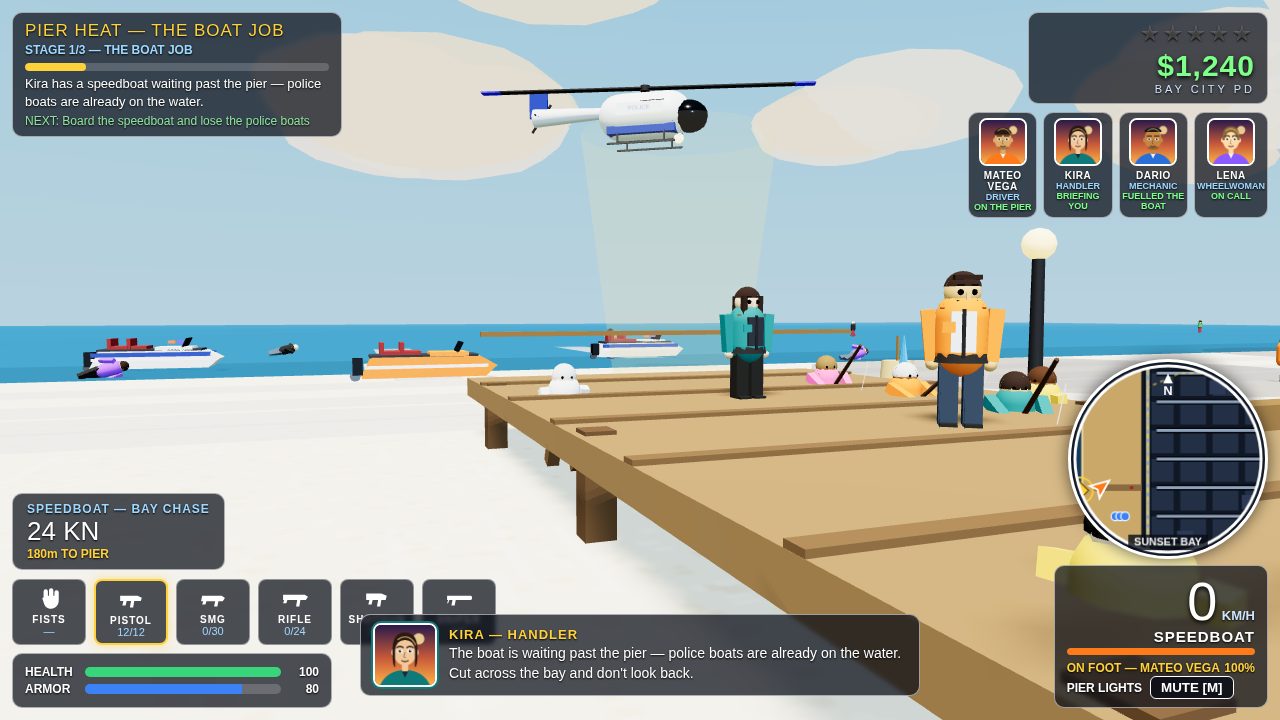 PIER HEAT — THE BOAT JOB
STAGE 1/3 — THE BOAT JOB
Kira has a speedboat waiting past the pier — police
boats are already on the water.
NEXT: Board the speedboat and lose the police boats
POLICE
★★★★★
$1,240
BAY CITY PD
MATEO
VEGA
DRIVER
ON THE PIER
KIRA
HANDLER
BRIEFING
YOU
DARIO
MECHANIC
FUELLED THE
BOAT
LENA
WHEELWOMAN
ON CALL
N
SUNSET BAY
SPEEDBOAT — BAY CHASE
24 KN
180m TO PIER
FISTS
—
PISTOL
12/12
SMG
0/30
RIFLE
0/24
SH
HEALTH 100
ARMOR 80
KIRA — HANDLER
The boat is waiting past the pier — police boats are already on the water.
Cut across the bay and don't look back.
0 KM/H
SPEEDBOAT
ON FOOT — MATEO VEGA 100%
PIER LIGHTS MUTE [M]